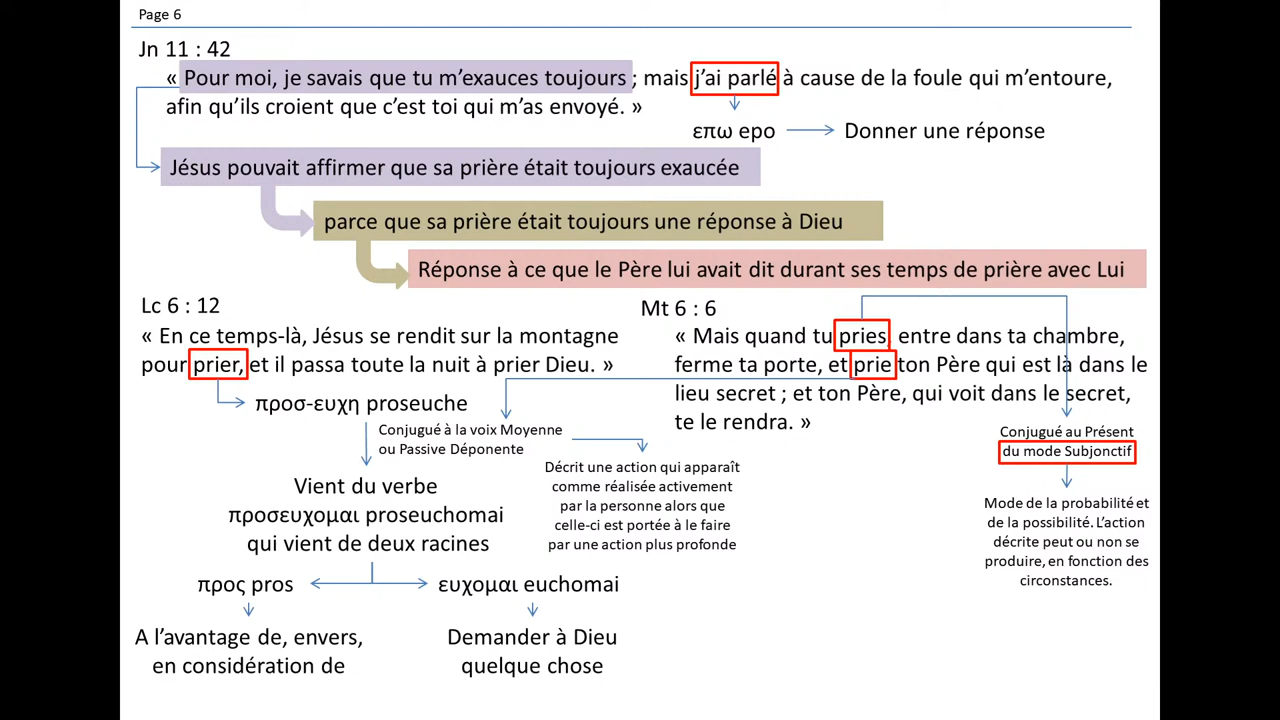 Page 6
Jn 11 : 42
« Pour moi, je savais que tu m’exauces toujours ; mais j’ai parlé à cause de la foule qui m’entoure,
afin qu’ils croient que c’est toi qui m’as envoyé. »
επω epo
Donner une réponse
Jésus pouvait affirmer que sa prière était toujours exaucée
parce que sa prière était toujours une réponse à Dieu
Réponse à ce que le Père lui avait dit durant ses temps de prière avec Lui
Lc 6 : 12
« En ce temps-là, Jésus se rendit sur la montagne
pour prier, et il passa toute la nuit à prier Dieu. »
προσ-ευχη proseuche
Mt 6 : 6
« Mais quand tu pries, entre dans ta chambre,
ferme ta porte, et prie ton Père qui est là dans le
lieu secret ; et ton Père, qui voit dans le secret,
te le rendra. »
Conjugué à la voix Moyenne
ou Passive Déponente
Décrit une action qui apparaît
comme réalisée activement
par la personne alors que
celle-ci est portée à le faire
par une action plus profonde
Conjugué au Présent
du mode Subjonctif
Mode de la probabilité et
de la possibilité. L’action
décrite peut ou non se
produire, en fonction des
circonstances.
Vient du verbe
προσευχομαι proseuchomai
qui vient de deux racines
προς pros
ευχομαι euchomai
A l’avantage de, envers,
en considération de
Demander à Dieu
quelque chose